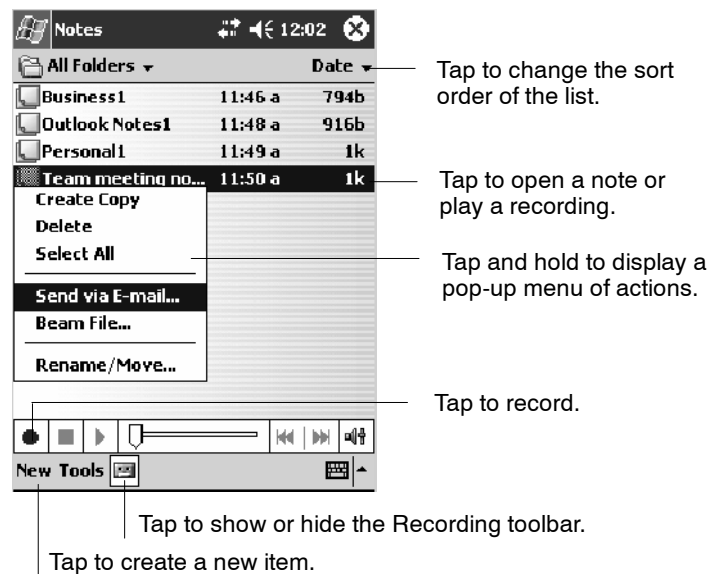 Notes 12:02
All Folders Date
Business1 11:46 a 794b
Outlook Notes1 11:48 a 916b
Personal1 11:49 a 1k
Team meeting no... 11:50 a 1k
Create Copy
Delete
Select All
Send via E-mail...
Beam File...
Rename/Move...
New Tools
Tap to change the sort
order of the list.
Tap to open a note or
play a recording.
Tap and hold to display a
pop-up menu of actions.
Tap to record.
Tap to show or hide the Recording toolbar.
Tap to create a new item.